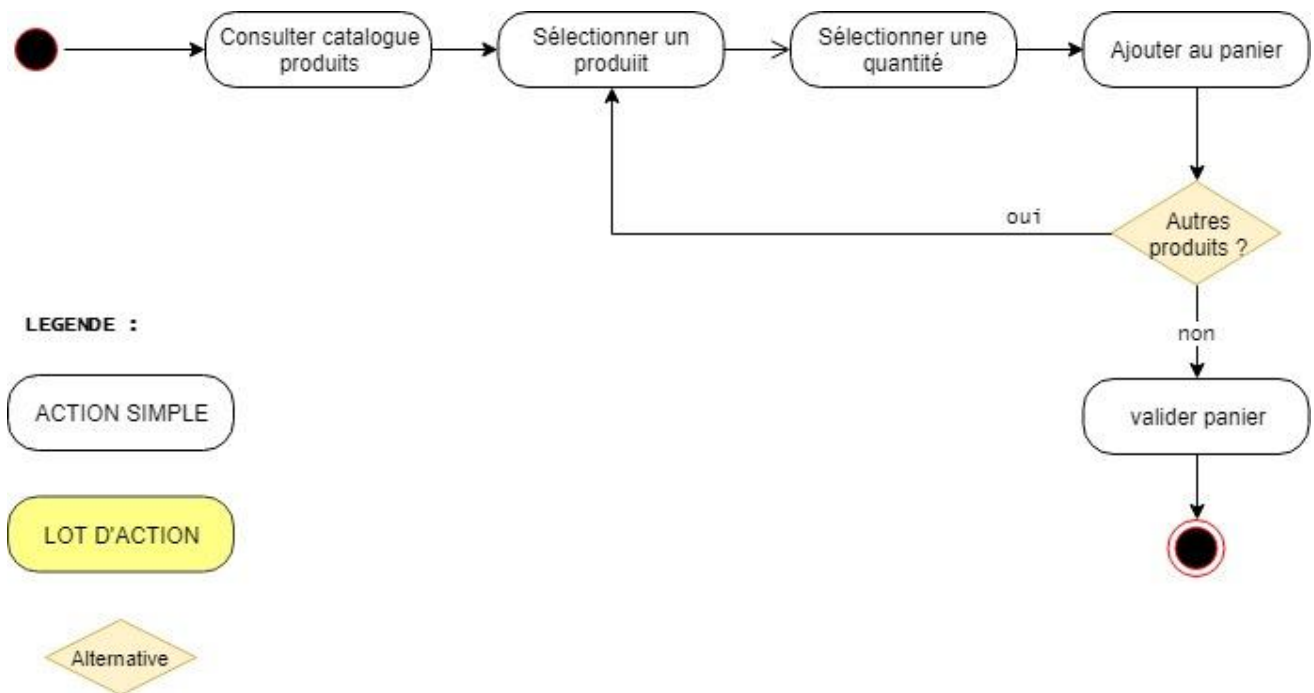 Consulter catalogue
produits
Sélectionner un
produiit
Sélectionner une
quantité
Ajouter au panier
Autres
produits ?
oui
non
valider panier
LEGENDE :
ACTION SIMPLE
LOT D'ACTION
Alternative